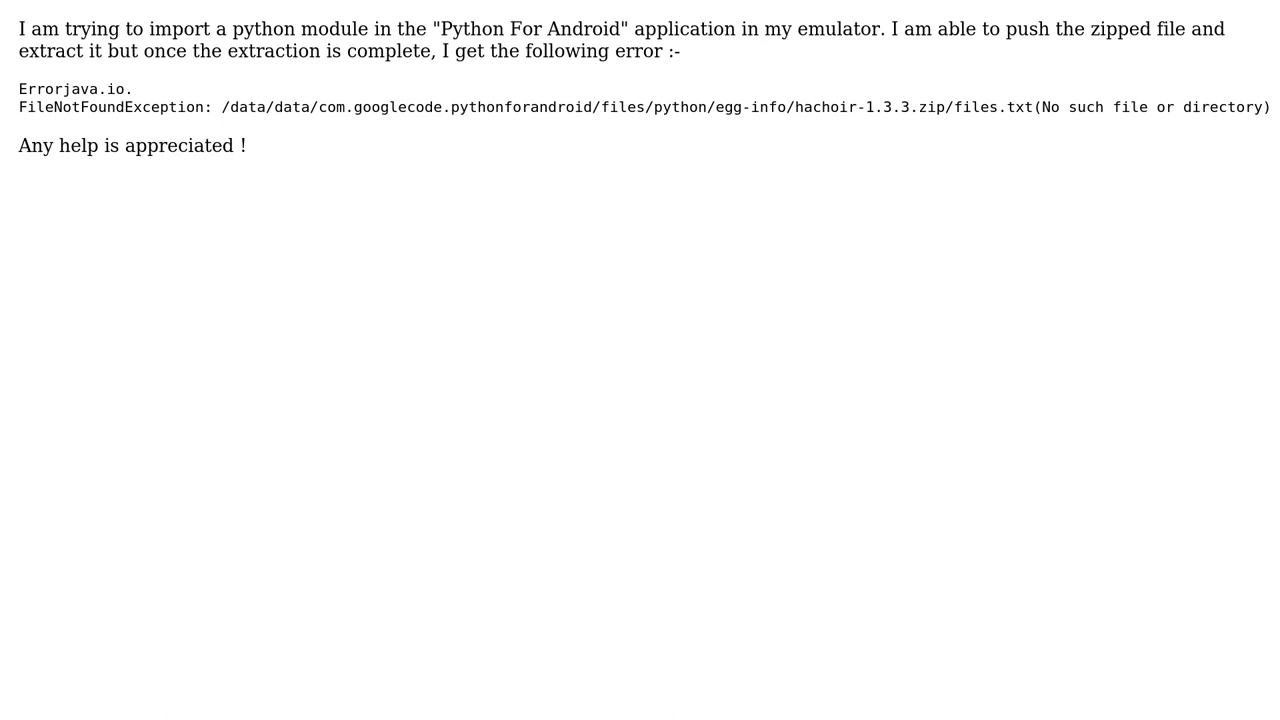 I am trying to import a python module in the "Python For Android" application in my emulator. I am able to push the zipped file and
extract it but once the extraction is complete, I get the following error :-
Errorjava.io.
FileNotFoundException: /data/data/com.googlecode.pythonforandroid/files/python/egg-info/hachoir-1.3.3.zip/files.txt(No such file or directory)
Any help is appreciated !